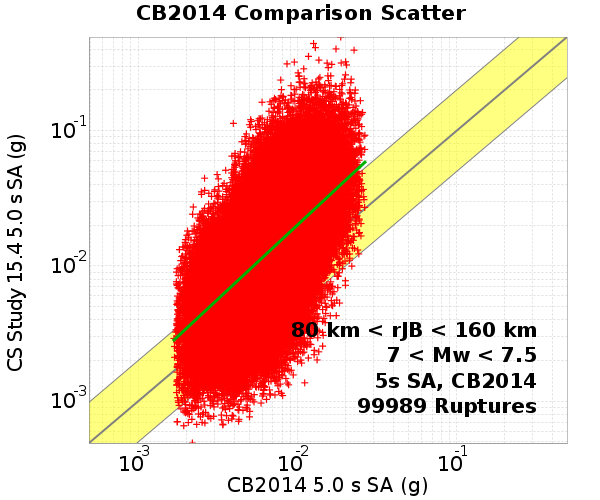 CB2014 Comparison Scatter
CS Study 15.4 5.0 s SA (g)
10-1
10-2
10-3
80 km < rJB < 160 km
7 < Mw < 7.5
5s SA, CB2014
99989 Ruptures
10-3 10-2 10-1
CB2014 5.0 s SA (g)